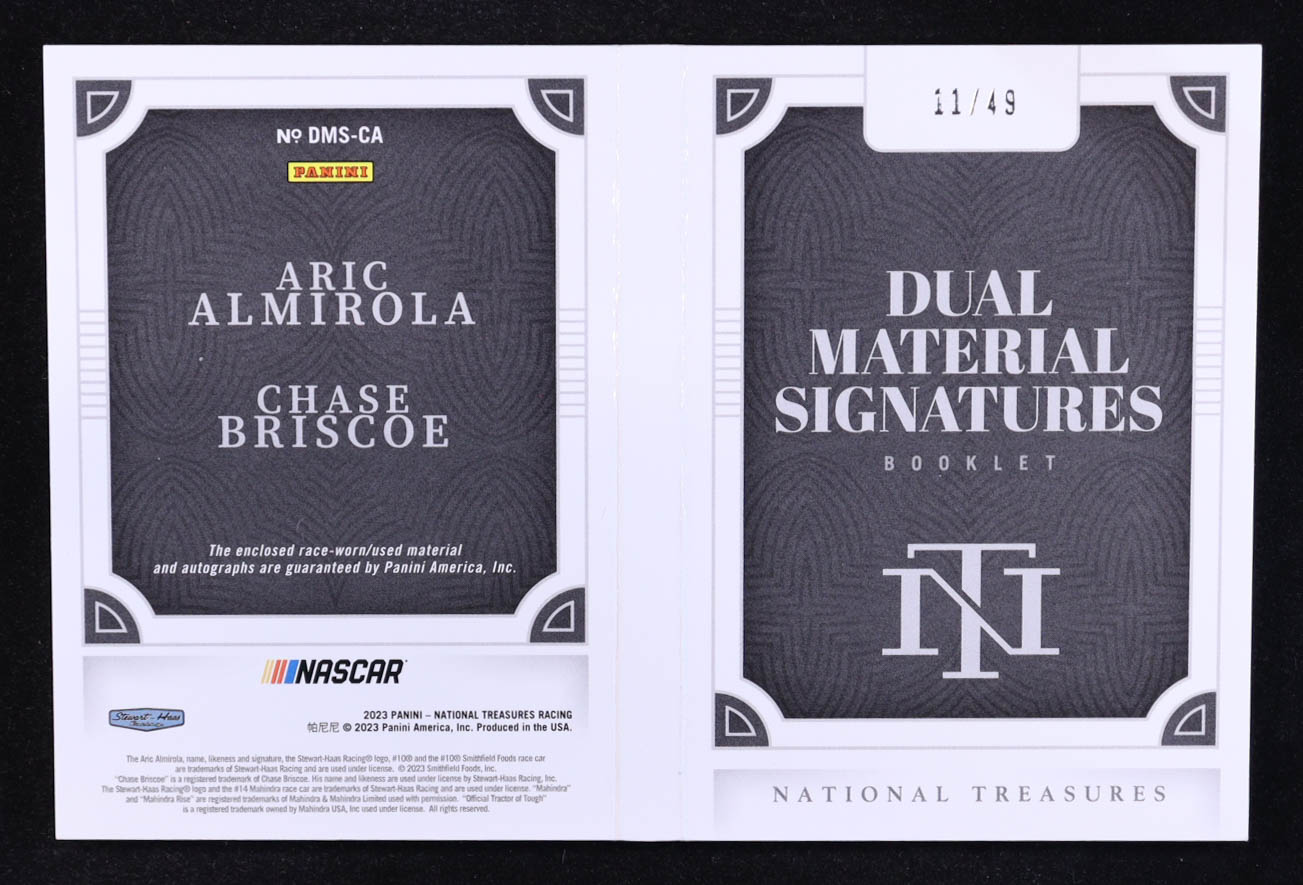 Nº DMS-CA
PANINI
ARIC
ALMIROLA
CHASE
BRISCOE
The enclosed race-worn/used material
and autographs are guaranteed by Panini America, Inc.
NASCAR
Stewart-Haas
RACING
2023 PANINI – NATIONAL TREASURES RACING
帕尼尼 © 2023 Panini America, Inc. Produced in the USA.
The Aric Almirola, name, likeness and signature, the Stewart-Haas Racing® logo, #10® and the #10® Smithfield Foods race car
are trademarks of Stewart-Haas Racing and are used under license. © 2023 Smithfield Foods, Inc.
"Chase Briscoe" is a registered trademark of Chase Briscoe. His name and likeness are used under license by Stewart-Haas Racing, Inc.
The Stewart-Haas Racing® logo and the #14 Mahindra race car are trademarks of Stewart-Haas Racing and are used under license. "Mahindra"
and "Mahindra Rise" are registered trademarks of Mahindra & Mahindra Limited used with permission. "Official Tractor of Tough"
is a registered trademark owned by Mahindra USA, Inc used under license. All rights reserved.
11/49
DUAL
MATERIAL
SIGNATURES
BOOKLET
NT
NATIONAL TREASURES